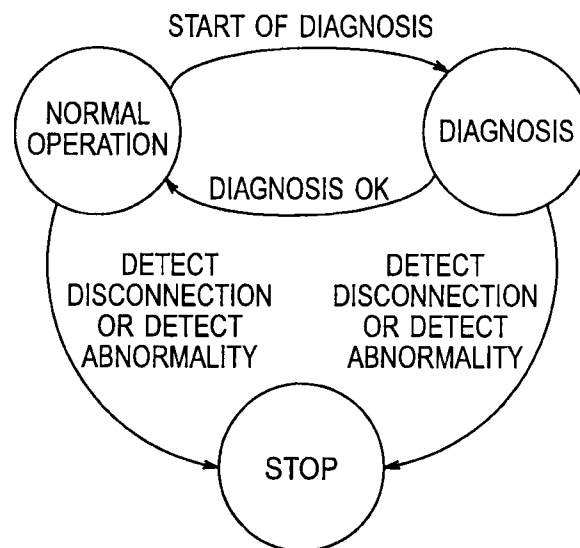 START OF DIAGNOSIS
NORMAL
OPERATION
DIAGNOSIS
DIAGNOSIS OK
DETECT
DISCONNECTION
OR DETECT
ABNORMALITY
DETECT
DISCONNECTION
OR DETECT
ABNORMALITY
STOP